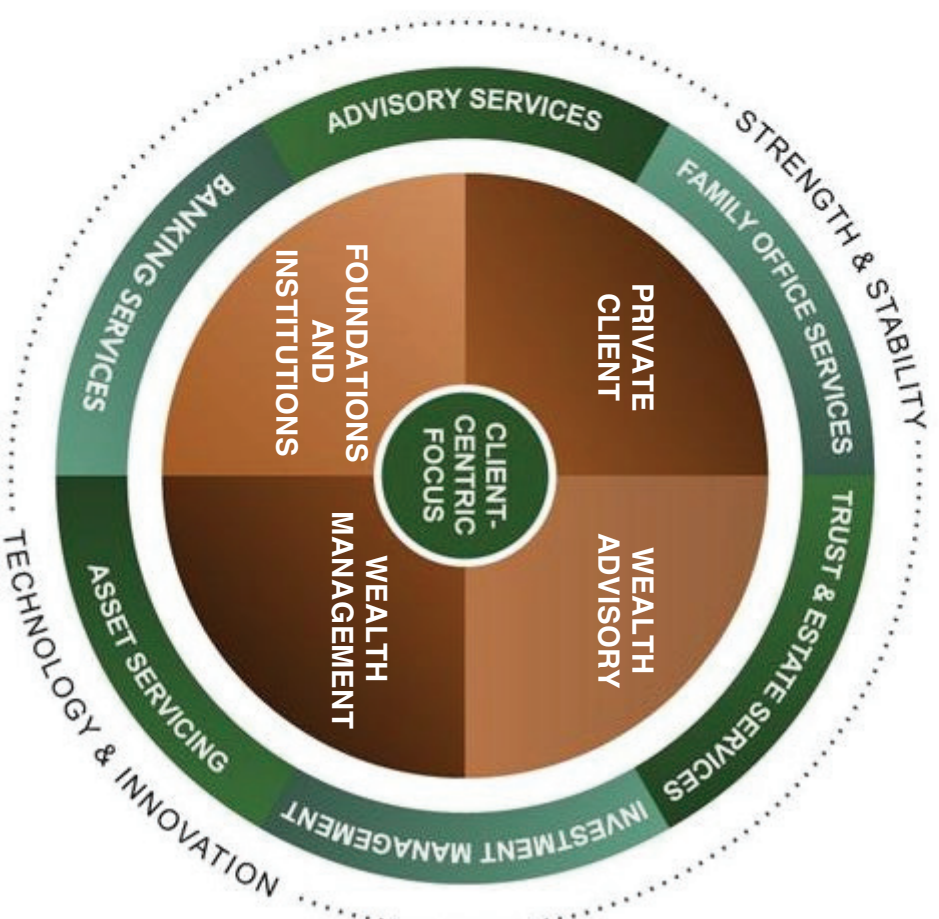 STRENGTH & STABILITY
ADVISORY SERVICES
FAMILY OFFICE SERVICES
TRUST & ESTATE SERVICES
INVESTMENT MANAGEMENT
ASSET SERVICING
BANKING SERVICES
PRIVATE
CLIENT
WEALTH
ADVISORY
WEALTH
MANAGEMENT
FOUNDATIONS
AND
INSTITUTIONS
CLIENT-
CENTRIC
FOCUS
TECHNOLOGY & INNOVATION